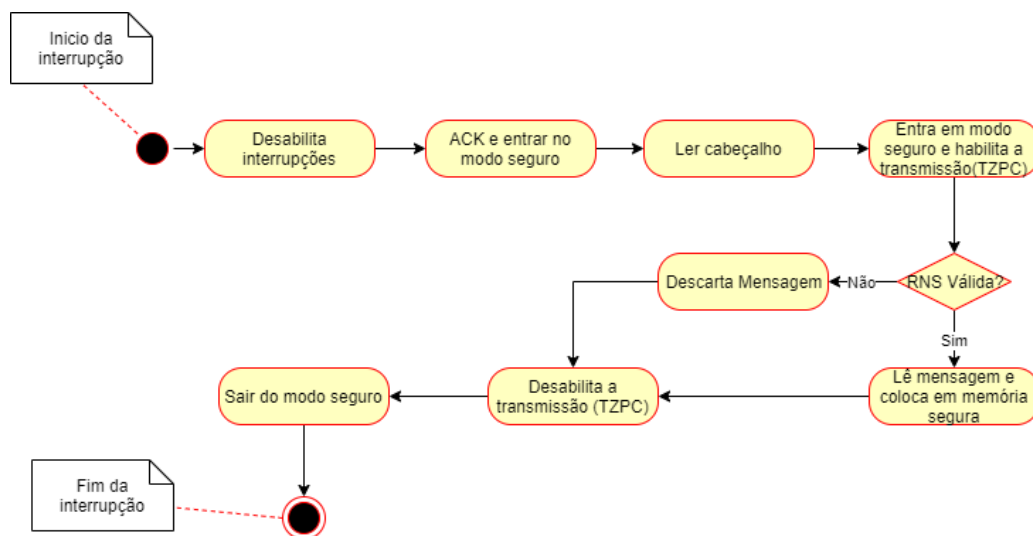 Inicio da
interrupção
Desabilita
interrupções
ACK e entrar no
modo seguro
Ler cabeçalho
Entra em modo
seguro e habilita a
transmissão(TZPC)
RNS Válida?
Não
Descarta Mensagem
Sim
Lê mensagem e
coloca em memória
segura
Desabilita a
transmissão (TZPC)
Sair do modo seguro
Fim da
interrupção